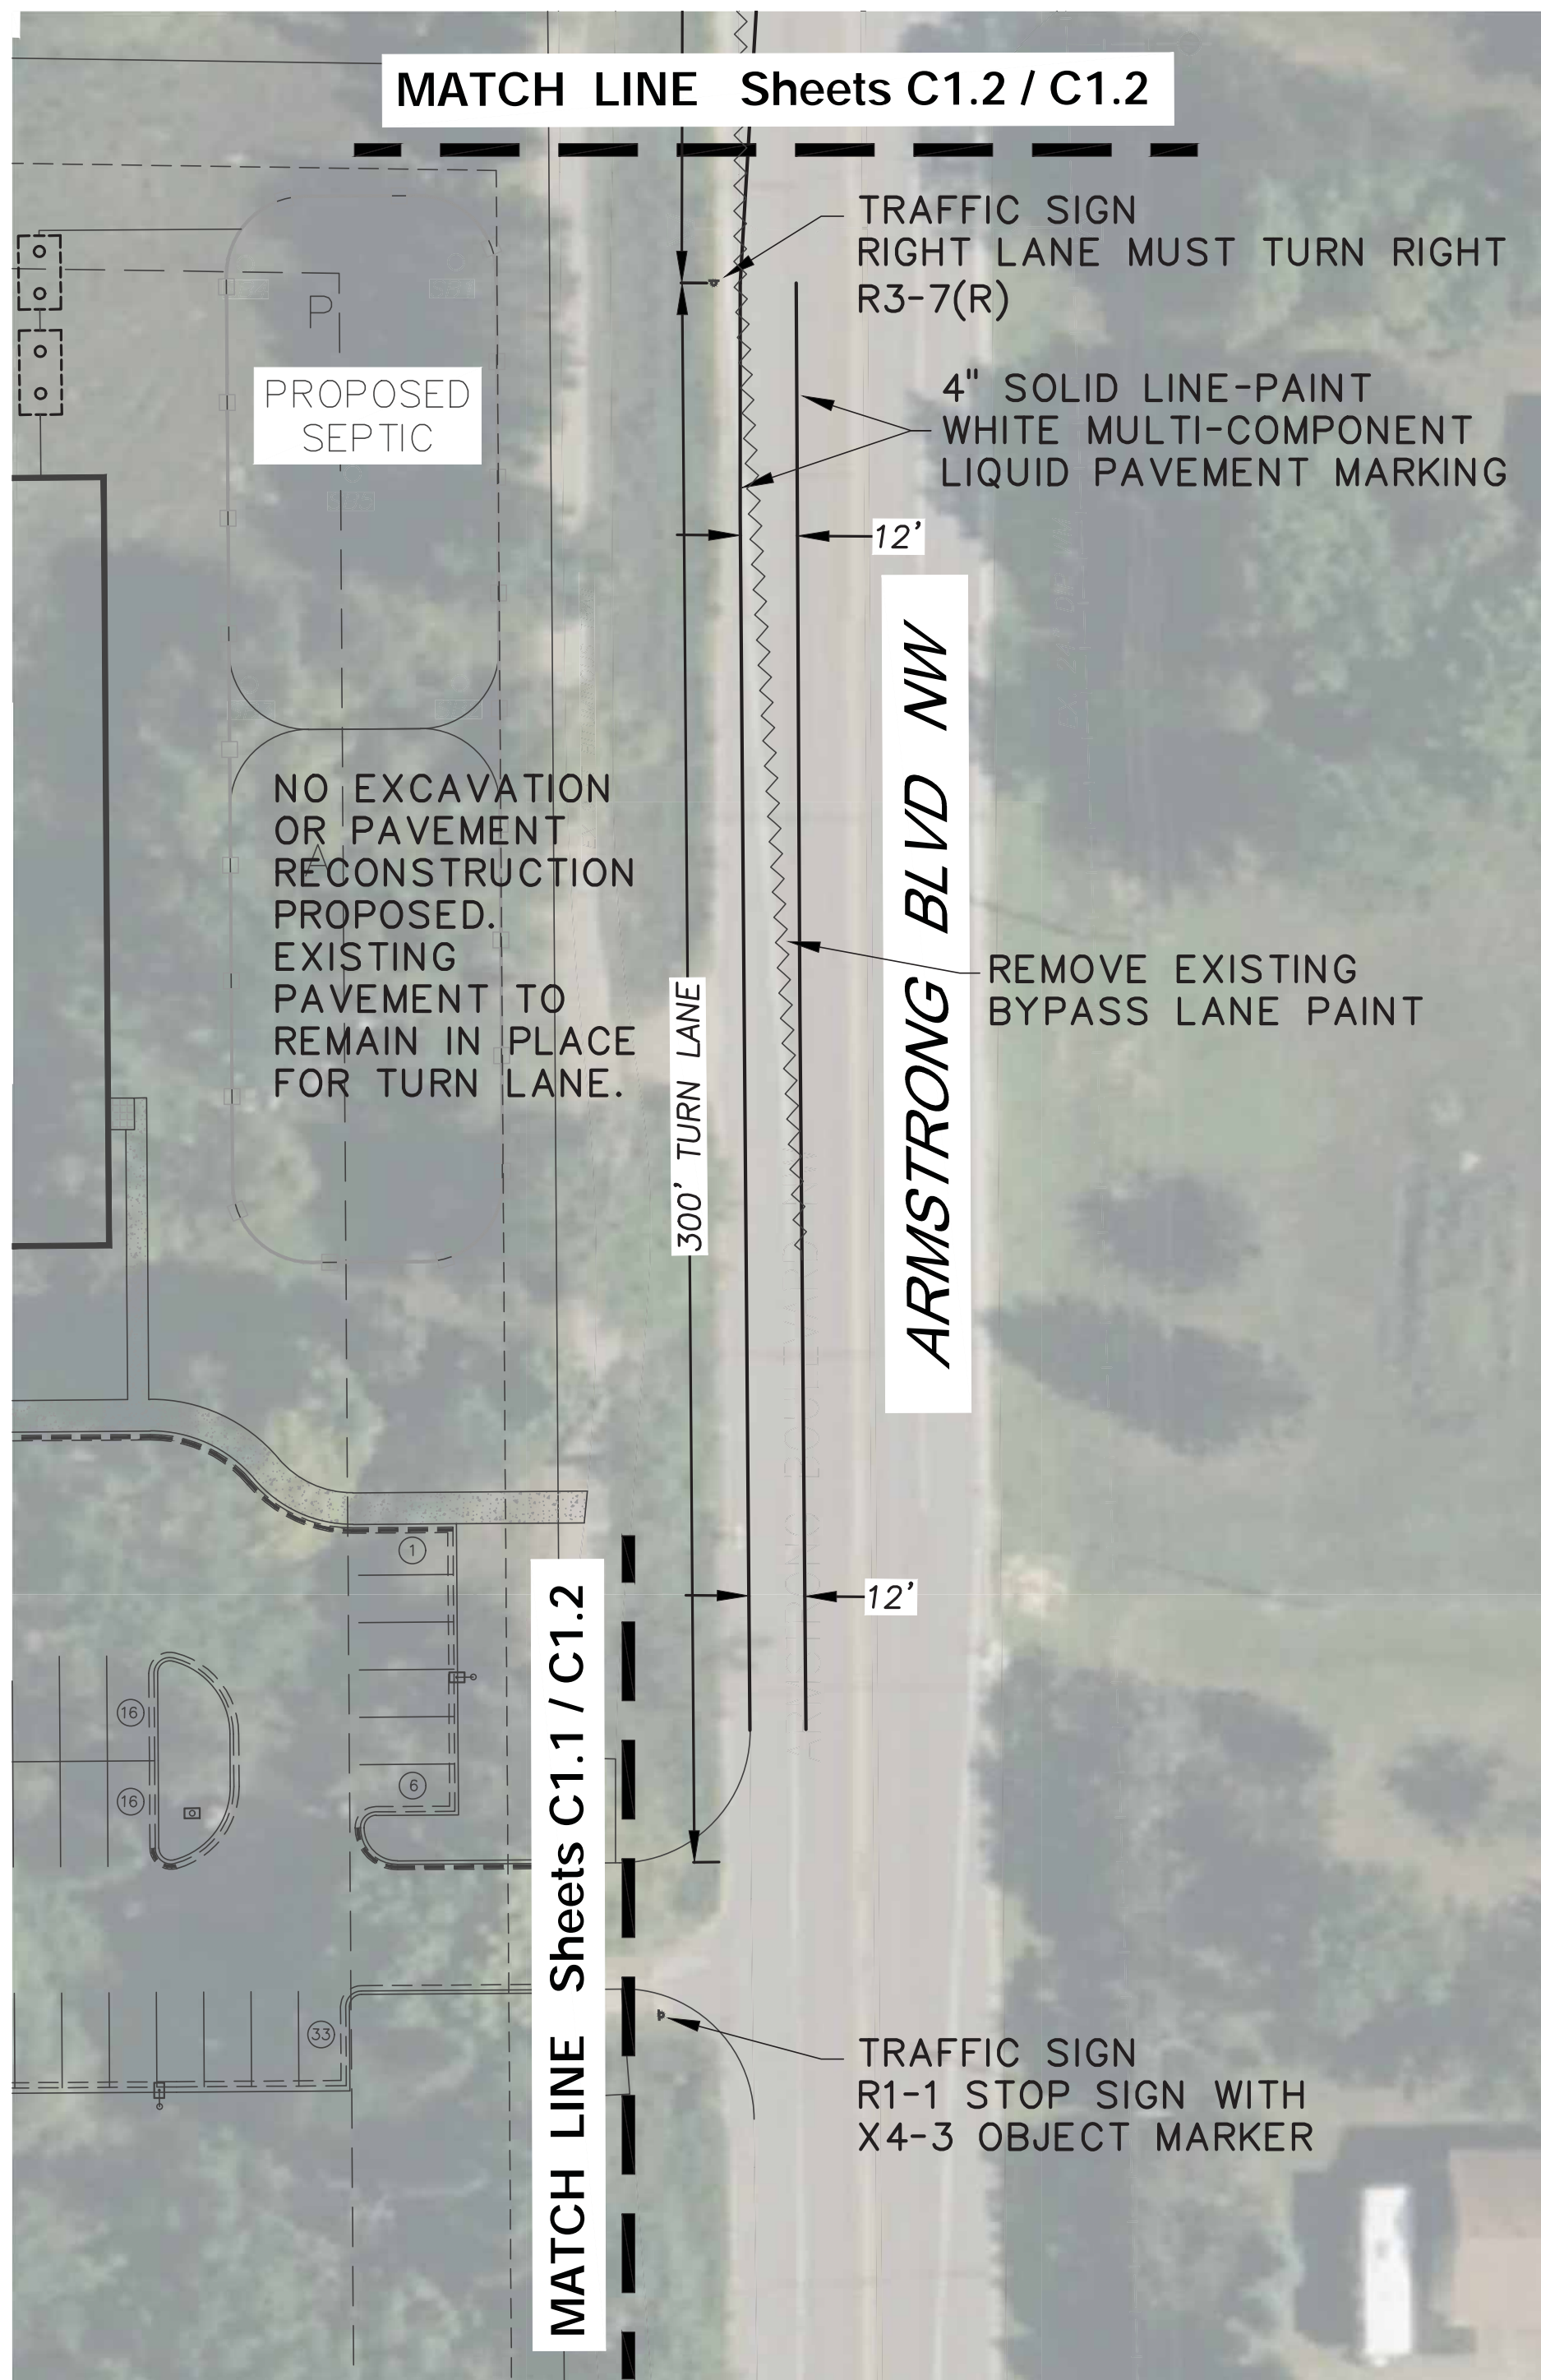 MATCH LINE Sheets C1.2 / C1.2
TRAFFIC SIGN
RIGHT LANE MUST TURN RIGHT
R3-7(R)
P
PROPOSED
SEPTIC
4" SOLID LINE-PAINT
WHITE MULTI-COMPONENT
LIQUID PAVEMENT MARKING
12'
ARMSTRONG BLVD NW
NO EXCAVATION
OR PAVEMENT
RECONSTRUCTION
PROPOSED.
EXISTING
PAVEMENT TO
REMAIN IN PLACE
FOR TURN LANE.
A
300' TURN LANE
REMOVE EXISTING
BYPASS LANE PAINT
1
12'
16
16
6
MATCH LINE Sheets C1.1 / C1.2
33
TRAFFIC SIGN
R1-1 STOP SIGN WITH
X4-3 OBJECT MARKER